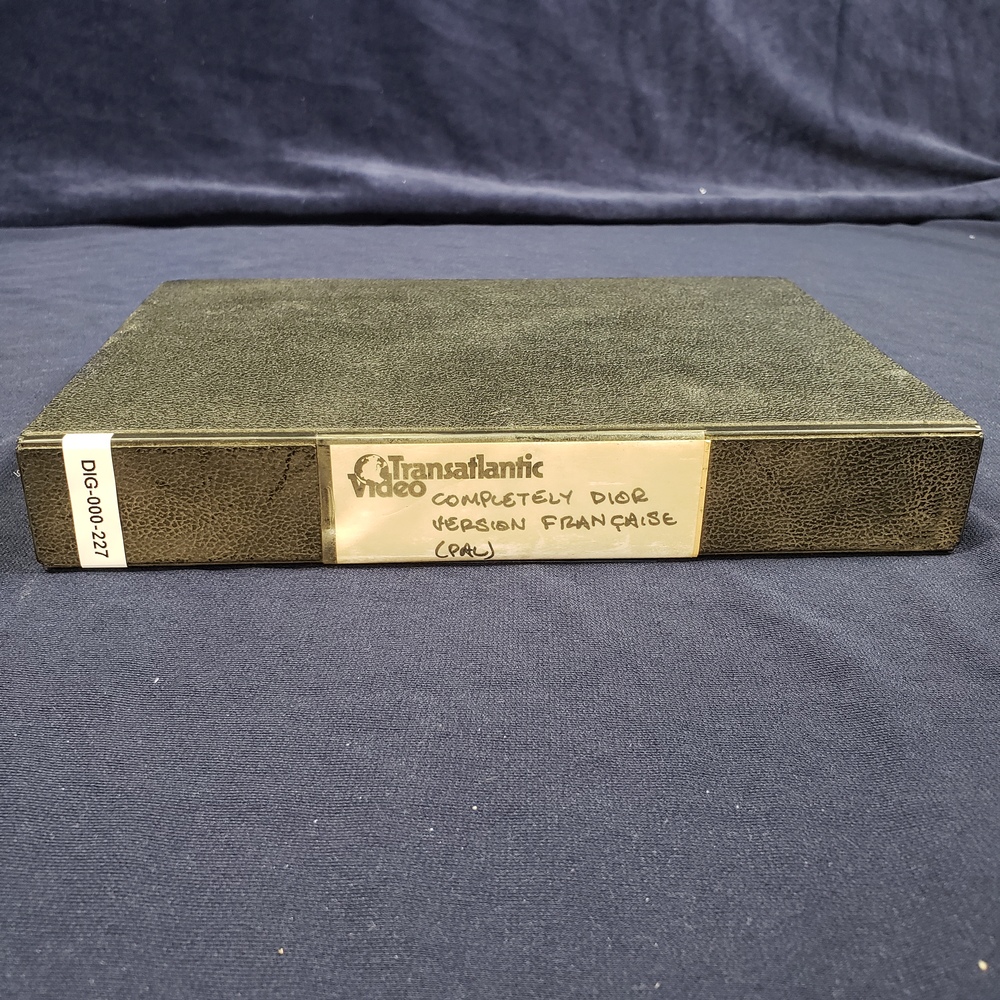 DIG-000-227
Transatlantic
Video
COMPLETELY DIOR
VERSION FRANÇAISE
(PAL)